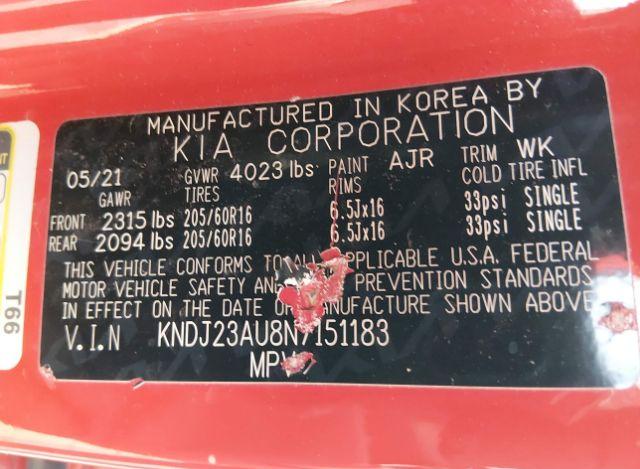 MANUFACTURED IN KOREA BY
KIA CORPORATION
05/21 GVWR 4023 lbs PAINT AJR TRIM WK
GAWR TIRES RIMS COLD TIRE INFL
FRONT 2315 lbs 205/60R16 6.5Jx16 33psi SINGLE
REAR 2094 lbs 205/60R16 6.5Jx16 33psi SINGLE
THIS VEHICLE CONFORMS TO ALL APPLICABLE U.S.A. FEDERAL
MOTOR VEHICLE SAFETY AND PREVENTION STANDARDS
IN EFFECT ON THE DATE OF MANUFACTURE SHOWN ABOVE
V.I.N KNDJ23AU8N7151183
MPV
T66